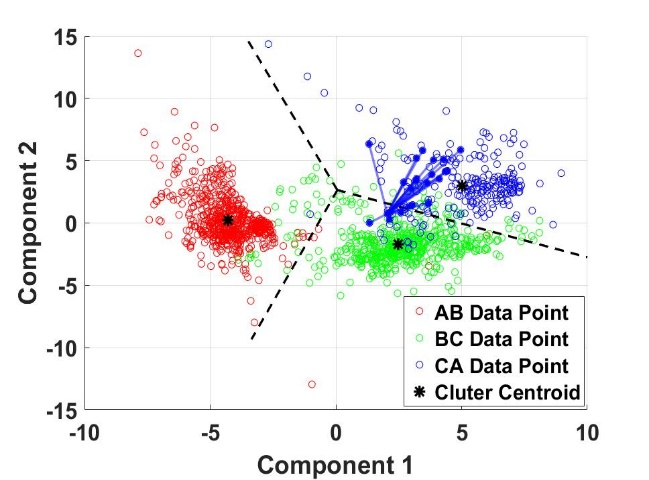 15
10
5
0
-5
-10
-15
-10
-5
0
5
10
Component 2
Component 1
AB Data Point
BC Data Point
CA Data Point
Cluter Centroid